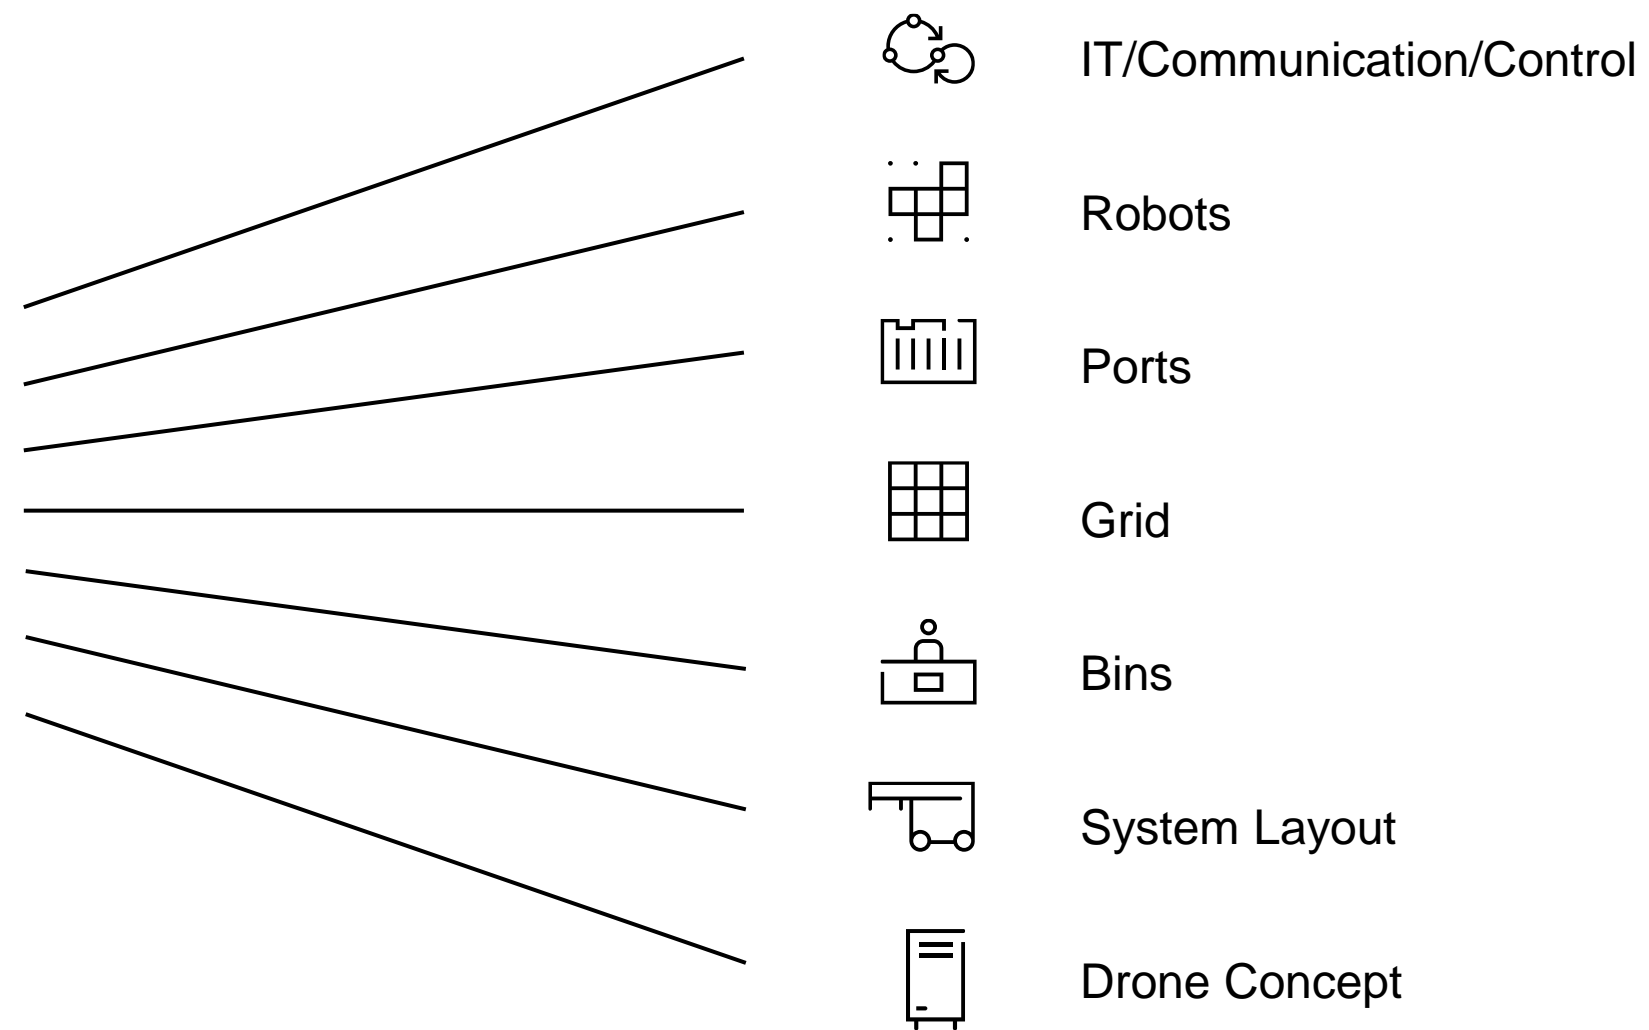 IT/Communication/Control
Robots
Ports
Grid
Bins
System Layout
Drone Concept